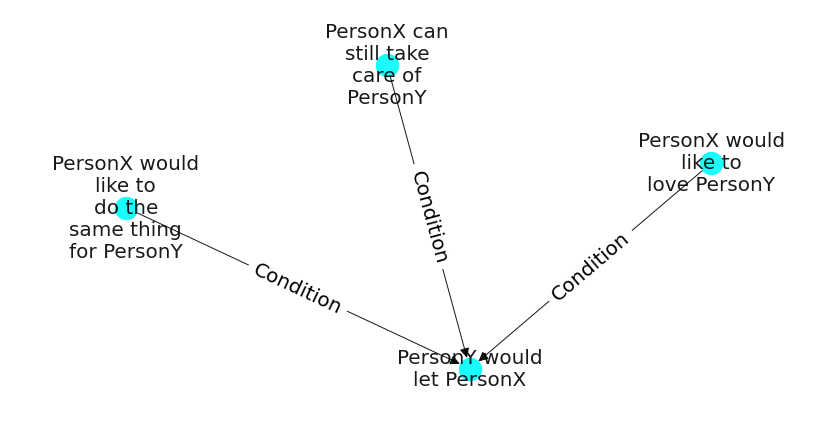 PersonX can
still take
care of
PersonY
PersonX would
like to
love PersonY
PersonX would
like to
do the
same thing
for PersonY
Condition
Condition
Condition
PersonY would
let PersonX